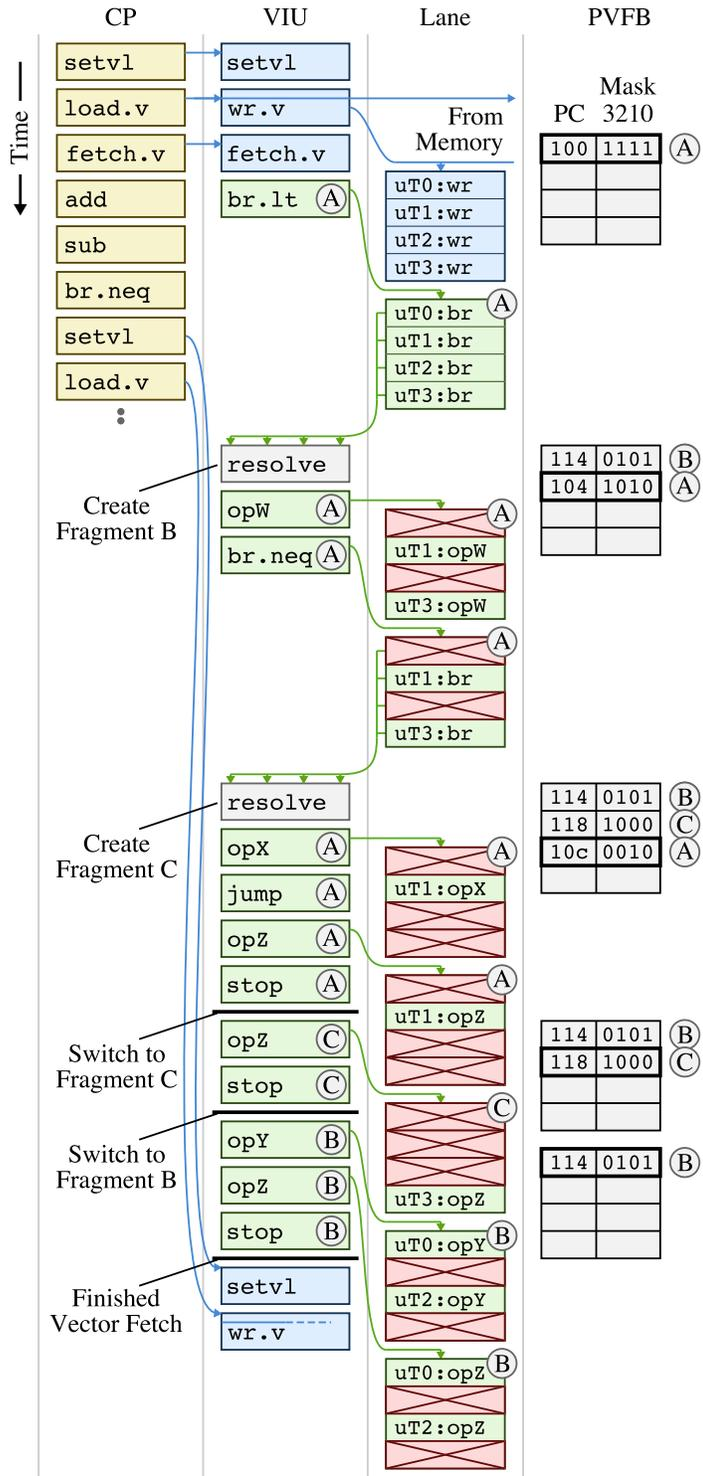 CP
VIU
Lane
PVFB
Time
setvl
load.v
fetch.v
add
sub
br.neq
setvl
load.v
setvl
wr.v
fetch.v
br.lt A
From
Memory
uT0:wr
uT1:wr
uT2:wr
uT3:wr
A
uT0:br
uT1:br
uT2:br
uT3:br
PC Mask
3210
100 1111 A
resolve
Create
Fragment B
opW A
br.neq A
A
uT1:opW
uT3:opW
A
uT1:br
uT3:br
114 0101 B
104 1010 A
resolve
Create
Fragment C
opX A
jump A
opZ A
stop A
A
uT1:opX
A
uT1:opZ
114 0101 B
118 1000 C
10c 0010 A
Switch to
Fragment C
opZ C
stop C
C
uT3:opZ
114 0101 B
118 1000 C
Switch to
Fragment B
opY B
opZ B
stop B
B
uT0:opY
uT2:opY
B
uT0:opZ
uT2:opZ
114 0101 B
Finished
Vector Fetch
setvl
wr.v